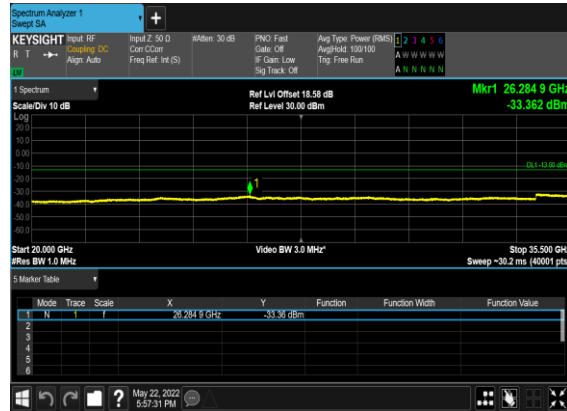 Spectrum Analyzer 1
Swept SA
+
KEYSIGHT Input: RF Input Z: 50 Ω #Atten: 30 dB PNO: Fast Avg Type: Power (RMS) 1 2 3 4 5 6
R T Coupling: DC Corr CCorr Gate: Off Avg|Hold: 100/100 A W W W W W
Align: Auto Freq Ref: Int (S) IF Gain: Low Trig: Free Run
Sig Track: Off A N N N N N
1 Spectrum Ref Lvl Offset 18.58 dB Mkr1 26.284 9 GHz
Scale/Div 10 dB Ref Level 30.00 dBm -33.362 dBm
Log
20.0
10.0
0.00
-10.0
DL1 -13.00 dBm
-20.0
1
-30.0
-40.0
-50.0
-60.0
Start 20.000 GHz Video BW 3.0 MHz* Stop 35.500 GHz
#Res BW 1.0 MHz Sweep ~30.2 ms (40001 pts)
5 Marker Table
Mode Trace Scale X Y Function Function Width Function Value
1 N 1 f 26.284 9 GHz -33.36 dBm
2
3
4
5
6
? May 22, 2022
5:57:31 PM